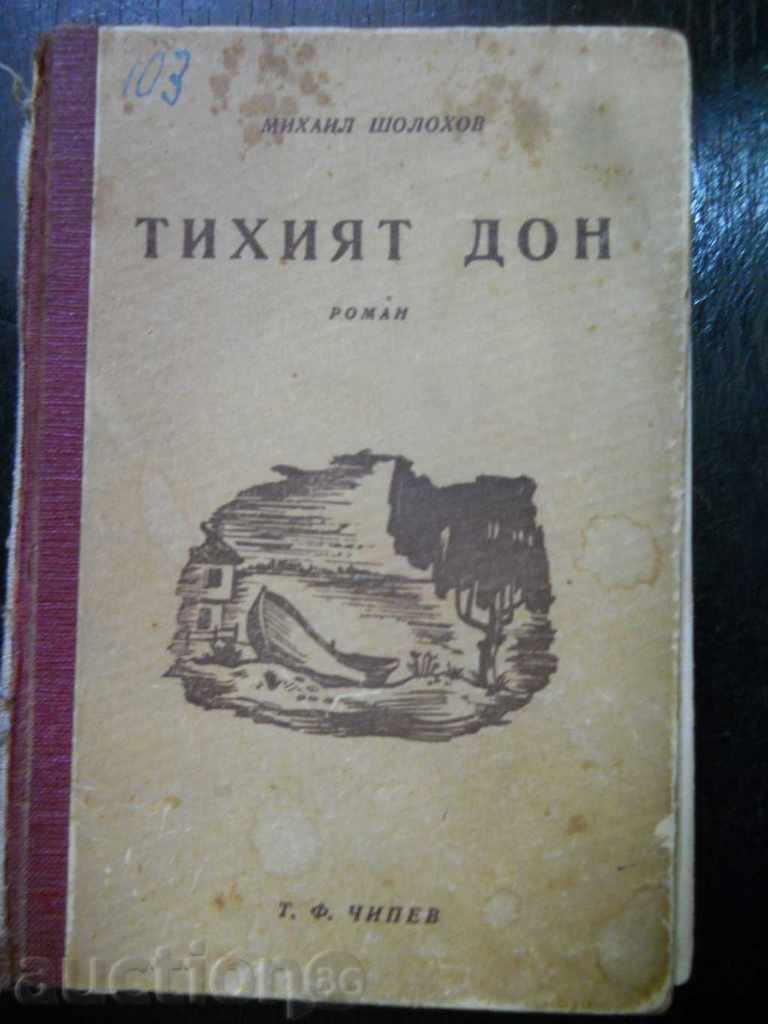 103
МИХАИЛ ШОЛОХОВ
ТИХИЯТ ДОН
РОМАН
Т. Ф. ЧИПЕВ
auction BG